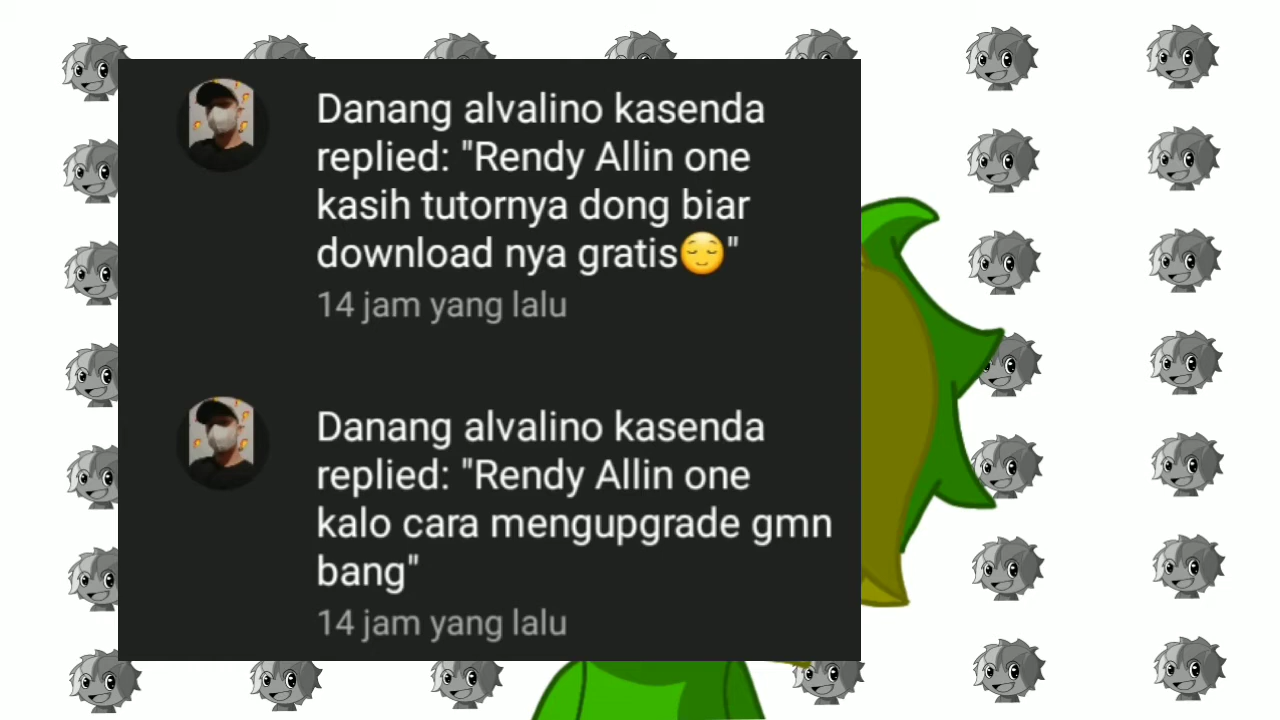 Danang alvalino kasenda
replied: "Rendy Allin one
kasih tutornya dong biar
download nya gratis😌"
14 jam yang lalu
Danang alvalino kasenda
replied: "Rendy Allin one
kalo cara mengupgrade gmn
bang"
14 jam yang lalu